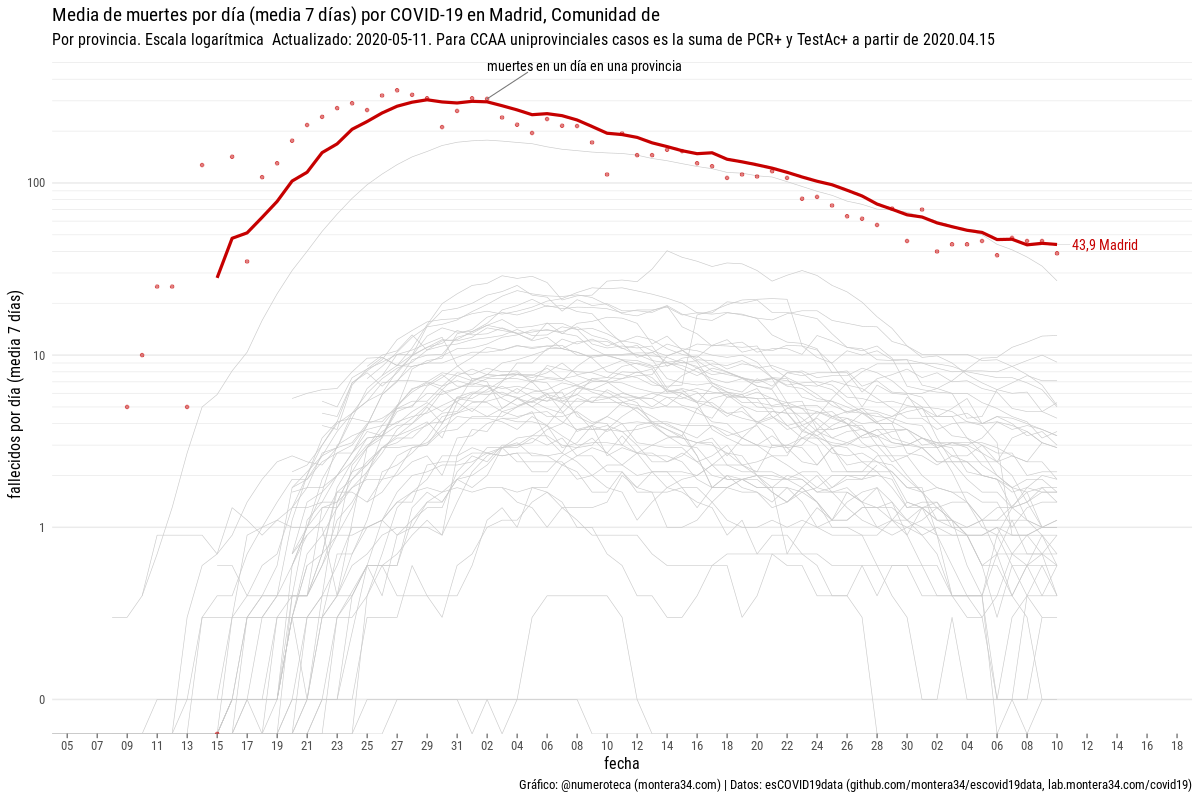 Media de muertes por día (media 7 días) por COVID-19 en Madrid, Comunidad de
Por provincia. Escala logarítmica  Actualizado: 2020-05-11. Para CCAA uniprovinciales casos es la suma de PCR+ y TestAc+ a partir de 2020.04.15
muertes en un día en una provincia
fallecidos por día (media  7 días)
100
10
1
0
43,9 Madrid
05 07 09 11 13 15 17 19 21 23 25 27 29 31 02 04 06 08 10 12 14 16 18 20 22 24 26 28 30 02 04 06 08 10 12 14 16 18
fecha
Gráfico: @numeroteca (montera34.com) | Datos: esCOVID19data (github.com/montera34/escovid19data, lab.montera34.com/covid19)